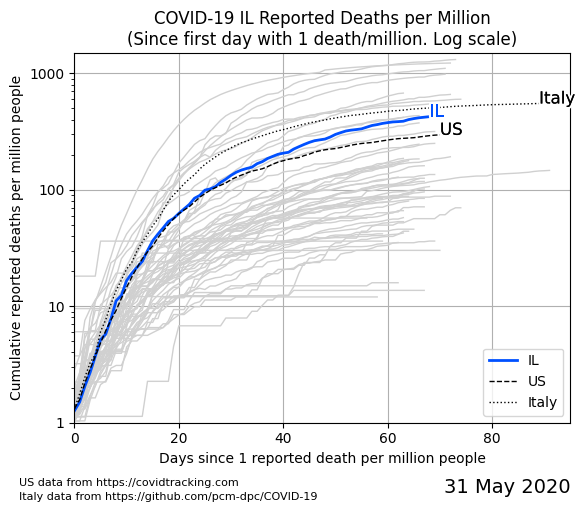 COVID-19 IL Reported Deaths per Million
(Since first day with 1 death/million. Log scale)
Cumulative reported deaths per million people
1000
100
10
1
Italy
IL
US
IL
US
Italy
0 20 40 60 80
Days since 1 reported death per million people
US data from https://covidtracking.com
Italy data from https://github.com/pcm-dpc/COVID-19
31 May 2020